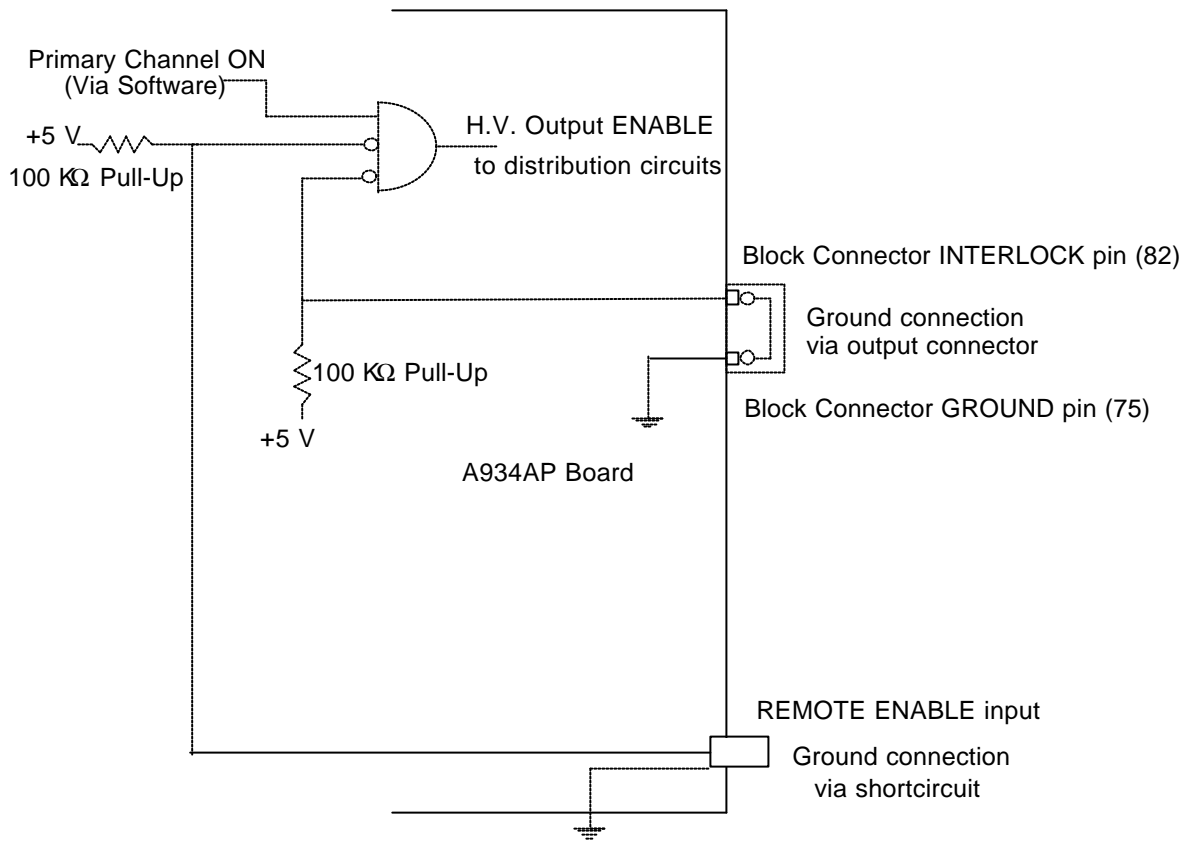 Primary Channel ON
(Via Software)
+5 V
100 KΩ Pull-Up
H.V. Output ENABLE
to distribution circuits
Block Connector INTERLOCK pin (82)
Ground connection
via output connector
100 KΩ Pull-Up
Block Connector GROUND pin (75)
+5 V
A934AP Board
REMOTE ENABLE input
Ground connection
via shortcircuit